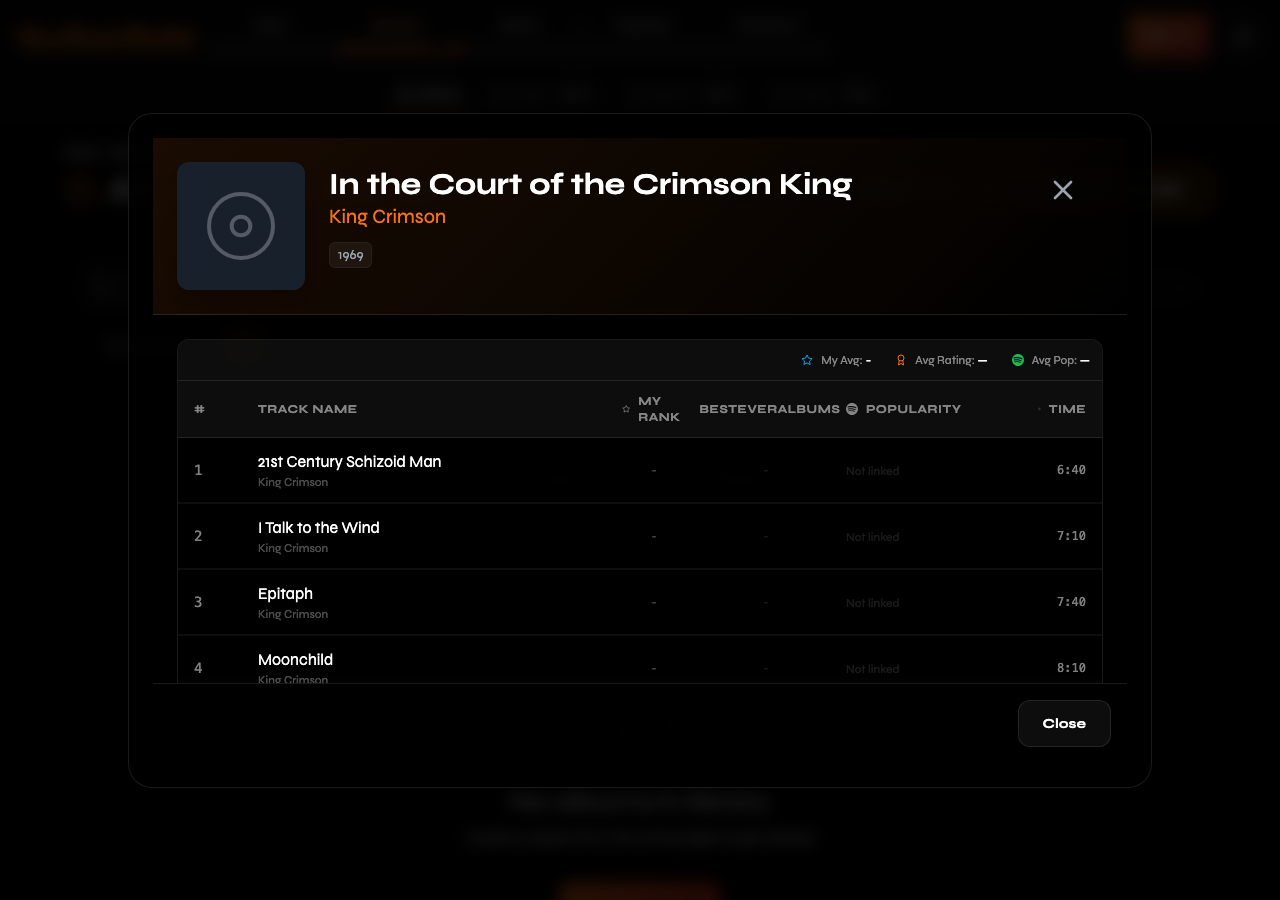 In the Court of the Crimson King
King Crimson
1969
My Avg: - Avg Rating: — Avg Pop: —
# TRACK NAME MY RANK BESTEVERALBUMS POPULARITY TIME
1 21st Century Schizoid Man - - Not linked 6:40
King Crimson
2 I Talk to the Wind - - Not linked 7:10
King Crimson
3 Epitaph - - Not linked 7:40
King Crimson
4 Moonchild - - Not linked 8:10
King Crimson
Close